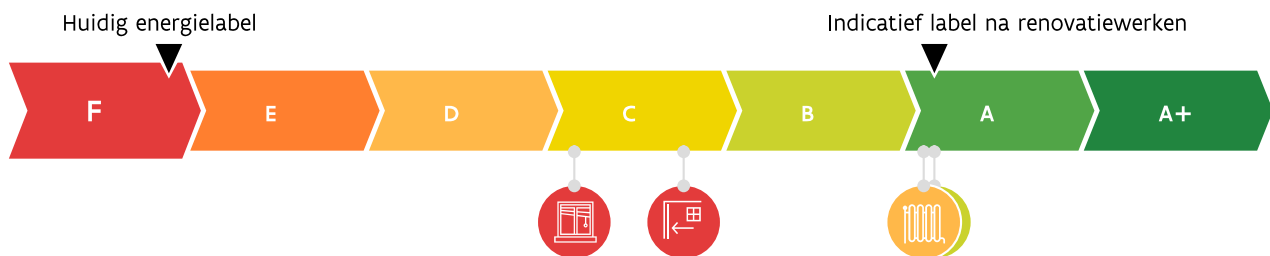 Huidig energielabel
Indicatief label na renovatiewerken
F E D C B A A+